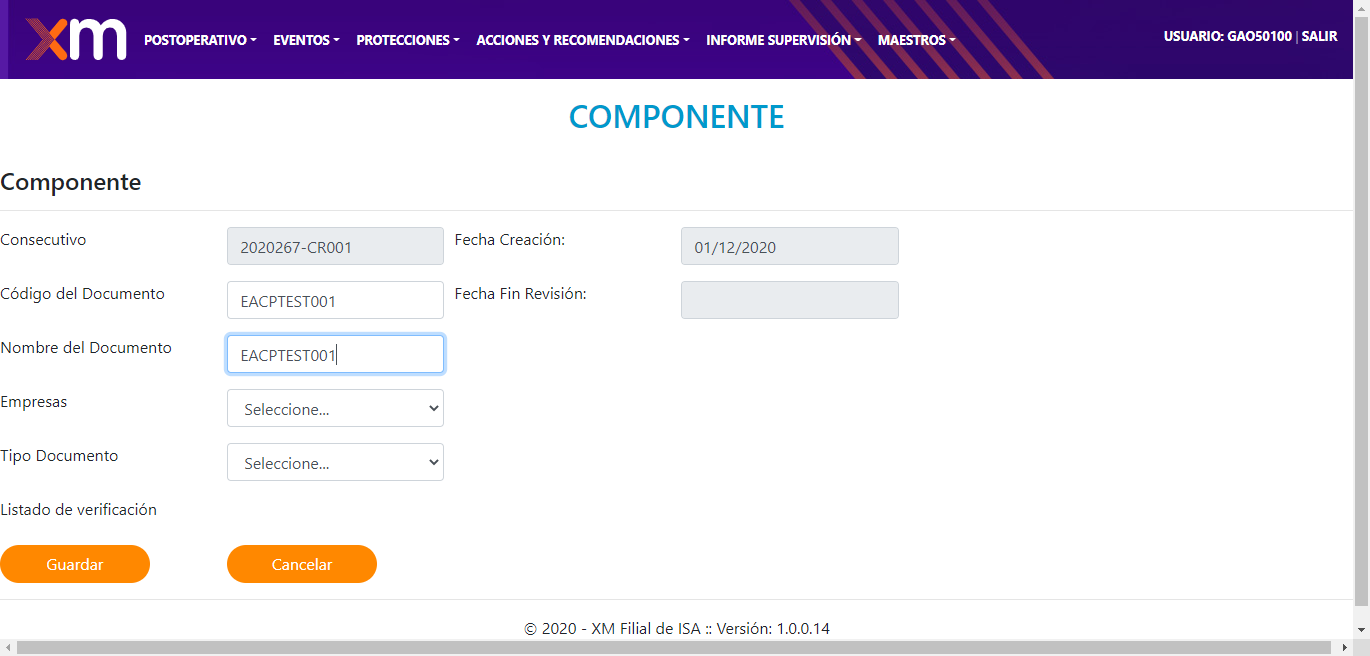 xm POSTOPERATIVO EVENTOS PROTECCIONES ACCIONES Y RECOMENDACIONES INFORME SUPERVISIÓN MAESTROS USUARIO: GAO50100 | SALIR
COMPONENTE
Componente
Consecutivo 2020267-CR001 Fecha Creación: 01/12/2020
Código del Documento EACPTEST001 Fecha Fin Revisión:
Nombre del Documento EACPTEST001
Empresas Seleccione...
Tipo Documento Seleccione...
Listado de verificación
Guardar Cancelar
© 2020 - XM Filial de ISA :: Versión: 1.0.0.14